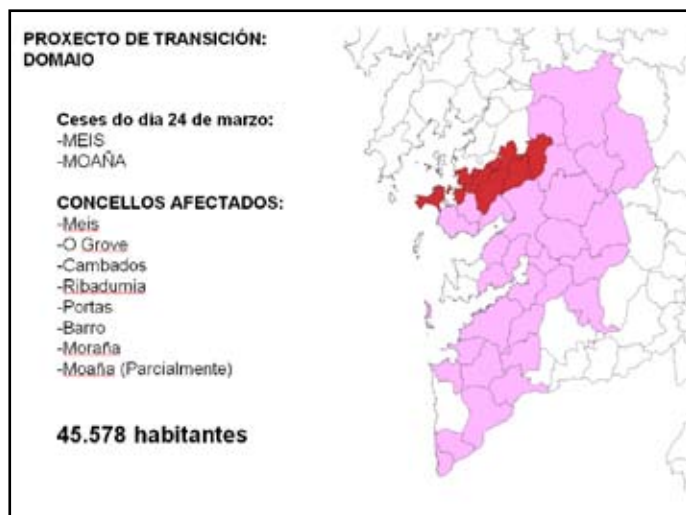 PROXECTO DE TRANSICIÓN:
DOMAIO
Ceses do día 24 de marzo:
-MEIS
-MOAÑA
CONCELLOS AFECTADOS:
-Meis
-O Grove
-Cambados
-Ribadumia
-Portas
-Barro
-Moraña
-Moaña (Parcialmente)
45.578 habitantes